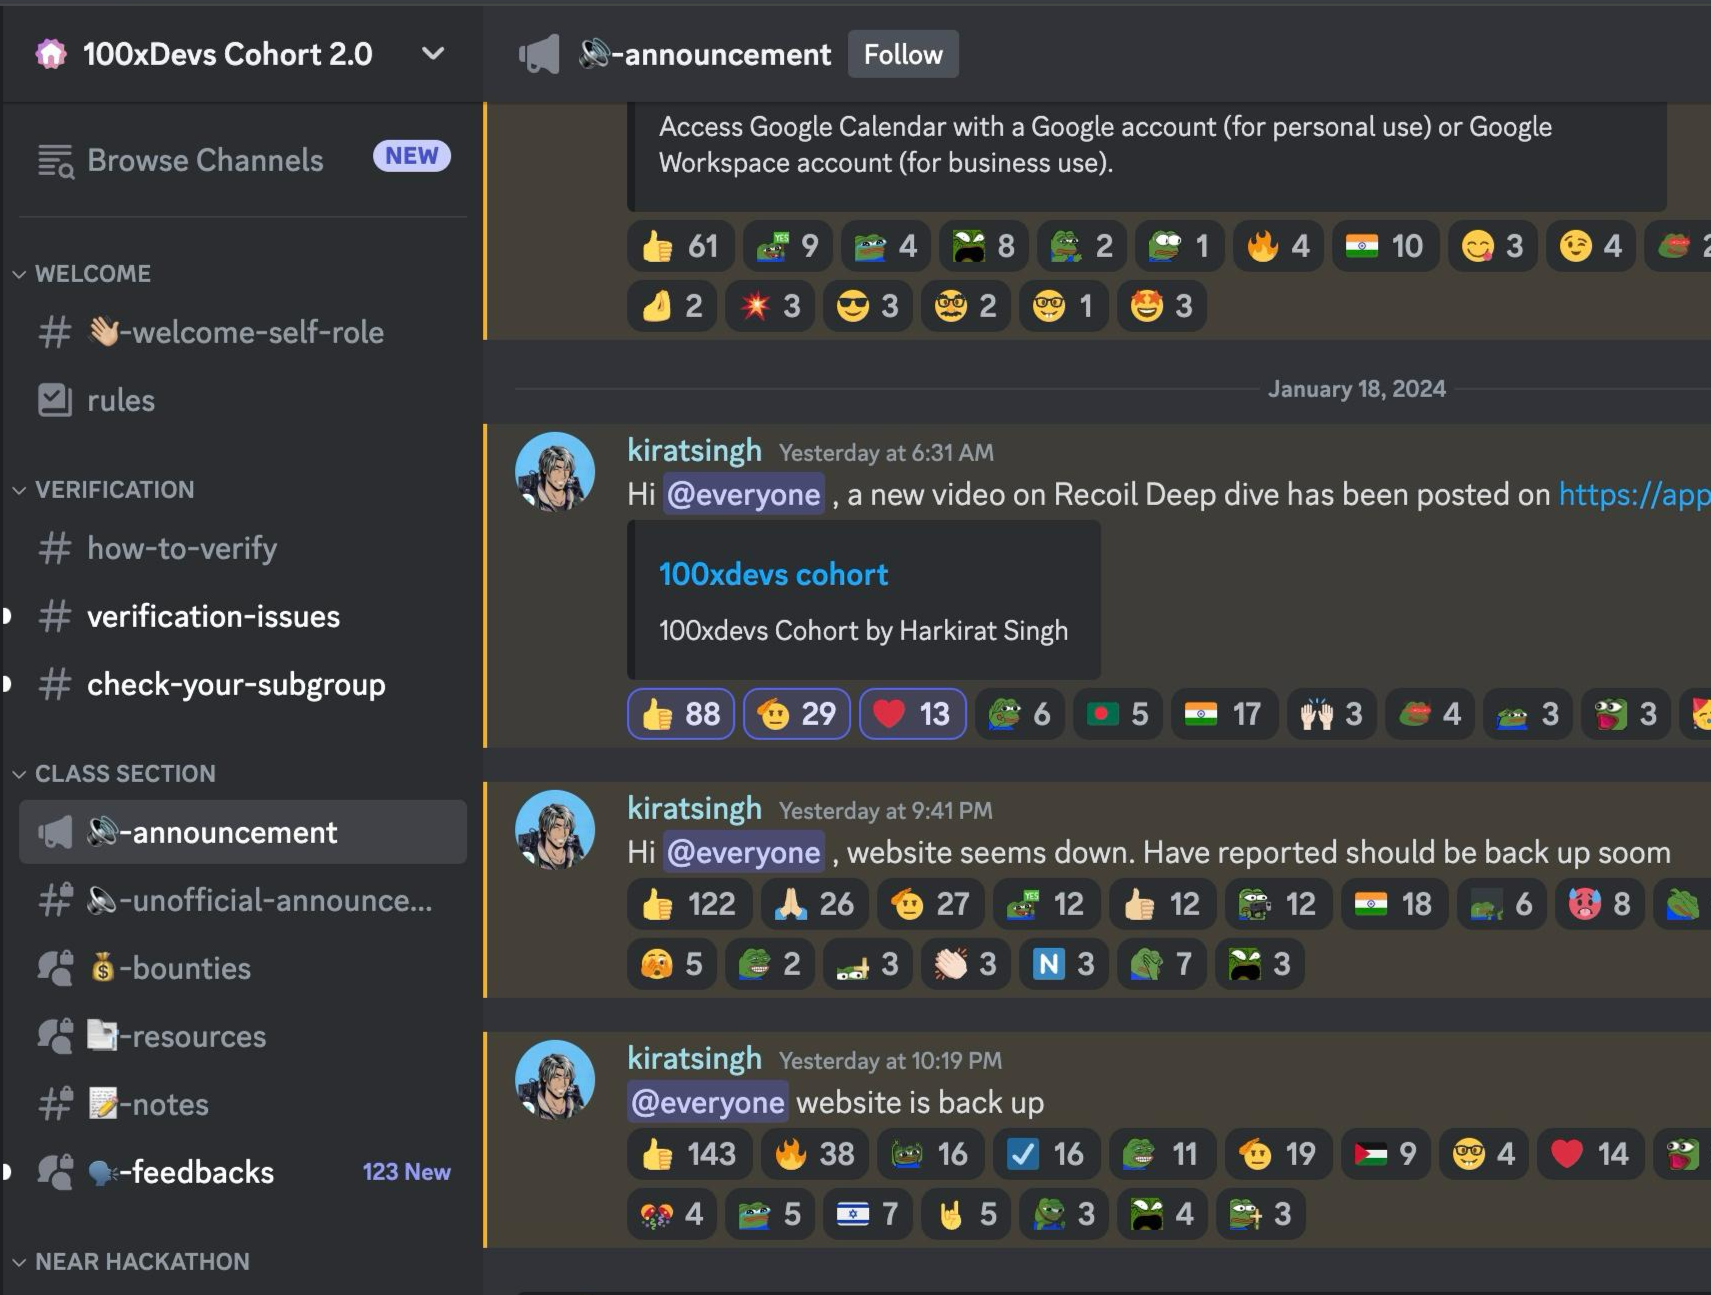 100xDevs Cohort 2.0
Browse Channels NEW
WELCOME
-welcome-self-role
rules
VERIFICATION
how-to-verify
verification-issues
check-your-subgroup
CLASS SECTION
-announcement
-unofficial-announce...
-bounties
-resources
-notes
-feedbacks 123 New
NEAR HACKATHON
-announcement Follow
Access Google Calendar with a Google account (for personal use) or Google
Workspace account (for business use).
61 9 4 8 2 1 4 10 3 4
2 3 3 2 1 3
January 18, 2024
kiratsingh Yesterday at 6:31 AM
Hi @everyone , a new video on Recoil Deep dive has been posted on https://app
100xdevs cohort
100xdevs Cohort by Harkirat Singh
88 29 13 6 5 17 3 4 3 3
kiratsingh Yesterday at 9:41 PM
Hi @everyone , website seems down. Have reported should be back up soom
122 26 27 12 12 12 18 6 8
5 2 3 3 N 3 7 3
kiratsingh Yesterday at 10:19 PM
@everyone website is back up
143 38 16 16 11 19 9 4 14
4 5 7 5 3 4 3